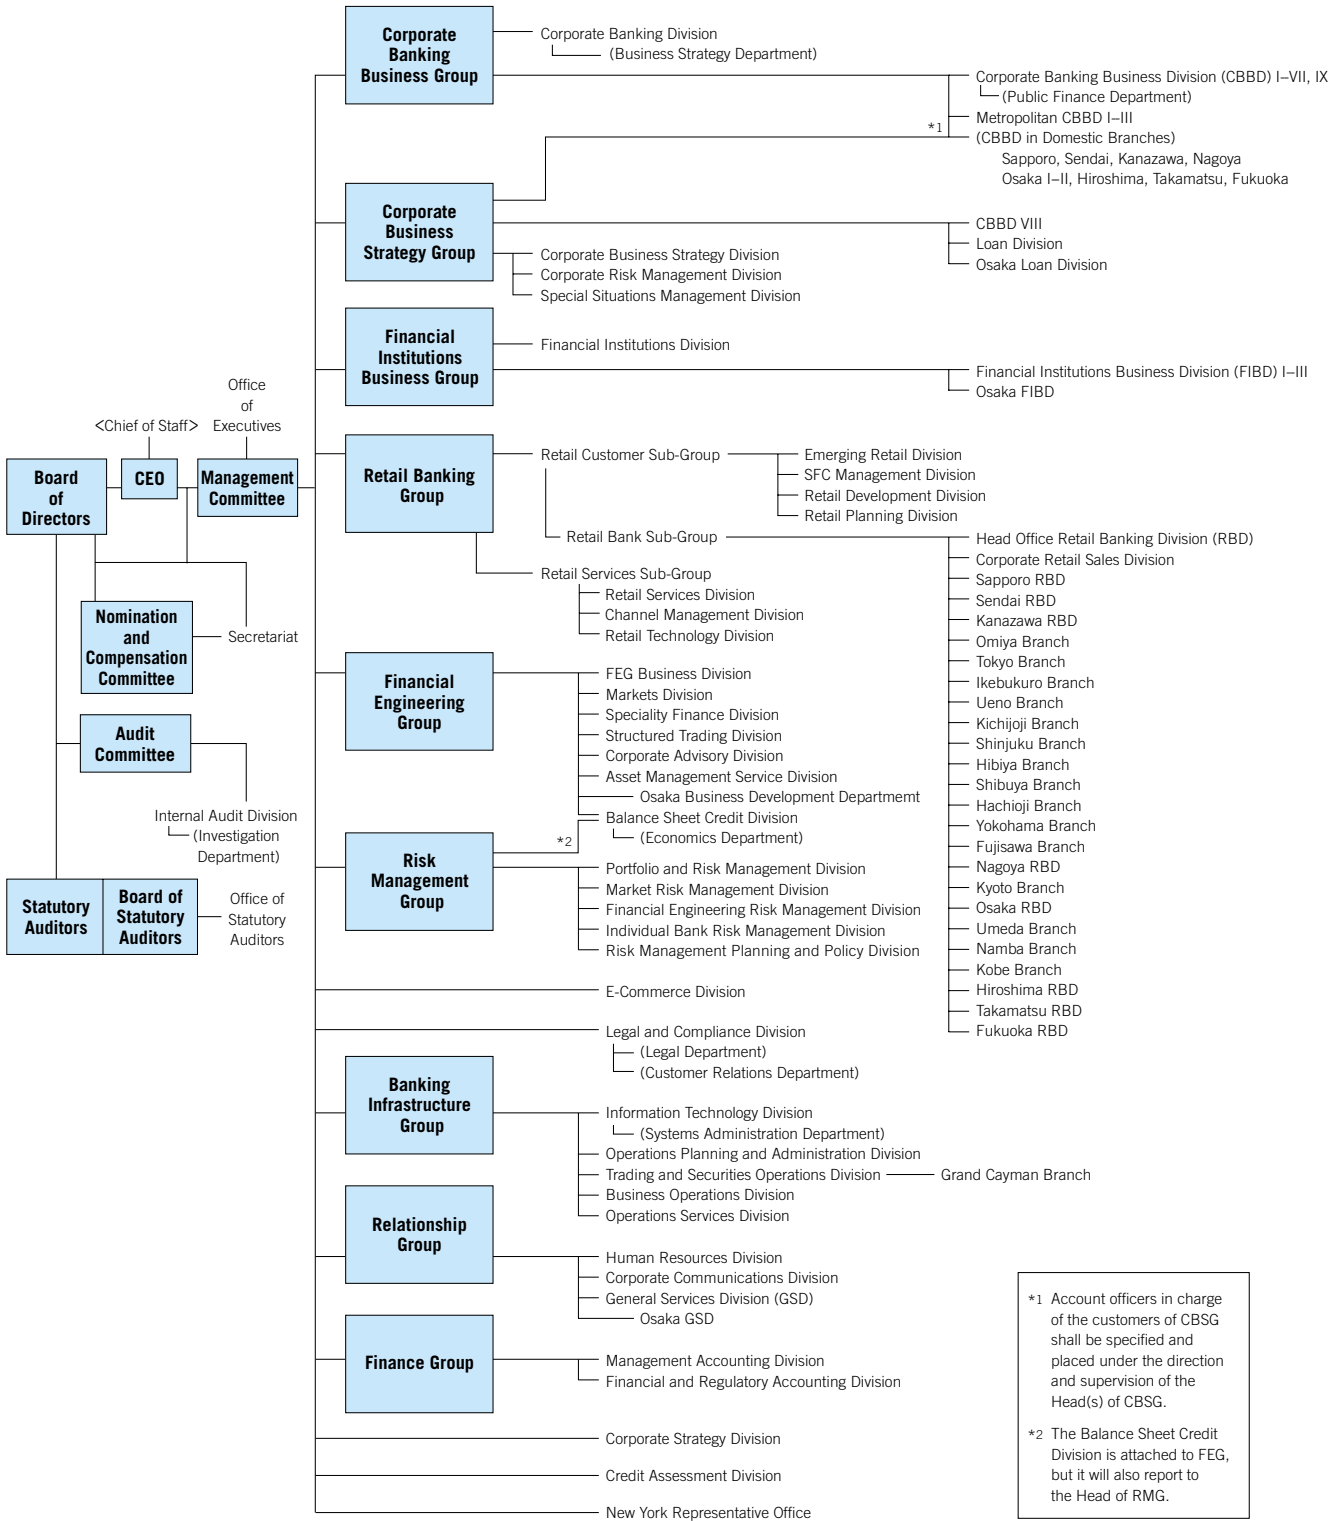 Corporate
Banking
Business Group
Corporate Banking Division
(Business Strategy Department)
Corporate Banking Business Division (CBBD) I–VII, IX
(Public Finance Department)
Metropolitan CBBD I–III
*1
(CBBD in Domestic Branches)
Sapporo, Sendai, Kanazawa, Nagoya
Osaka I–II, Hiroshima, Takamatsu, Fukuoka
Corporate
Business
Strategy Group
CBBD VIII
Loan Division
Osaka Loan Division
Corporate Business Strategy Division
Corporate Risk Management Division
Special Situations Management Division
Financial
Institutions
Business Group
Financial Institutions Division
Financial Institutions Business Division (FIBD) I–III
Osaka FIBD
Office
of
Executives
<Chief of Staff>
Board
of
Directors
CEO
Management
Committee
Retail Banking
Group
Retail Customer Sub-Group
Emerging Retail Division
SFC Management Division
Retail Development Division
Retail Planning Division
Retail Bank Sub-Group
Head Office Retail Banking Division (RBD)
Corporate Retail Sales Division
Sapporo RBD
Sendai RBD
Kanazawa RBD
Omiya Branch
Tokyo Branch
Ikebukuro Branch
Ueno Branch
Kichijoji Branch
Shinjuku Branch
Hibiya Branch
Shibuya Branch
Hachioji Branch
Yokohama Branch
Fujisawa Branch
Nagoya RBD
Kyoto Branch
Osaka RBD
Umeda Branch
Namba Branch
Kobe Branch
Hiroshima RBD
Takamatsu RBD
Fukuoka RBD
Retail Services Sub-Group
Retail Services Division
Channel Management Division
Retail Technology Division
Nomination
and
Compensation
Committee
Secretariat
Audit
Committee
Internal Audit Division
(Investigation
Department)
Statutory
Auditors
Board of
Statutory
Auditors
Office of
Statutory
Auditors
Financial
Engineering
Group
FEG Business Division
Markets Division
Speciality Finance Division
Structured Trading Division
Corporate Advisory Division
Asset Management Service Division
Osaka Business Development Departmemt
Balance Sheet Credit Division
(Economics Department)
*2
Risk
Management
Group
Portfolio and Risk Management Division
Market Risk Management Division
Financial Engineering Risk Management Division
Individual Bank Risk Management Division
Risk Management Planning and Policy Division
E-Commerce Division
Legal and Compliance Division
(Legal Department)
(Customer Relations Department)
Banking
Infrastructure
Group
Information Technology Division
(Systems Administration Department)
Operations Planning and Administration Division
Trading and Securities Operations Division
Grand Cayman Branch
Business Operations Division
Operations Services Division
Relationship
Group
Human Resources Division
Corporate Communications Division
General Services Division (GSD)
Osaka GSD
Finance Group
Management Accounting Division
Financial and Regulatory Accounting Division
Corporate Strategy Division
Credit Assessment Division
New York Representative Office
*1 Account officers in charge
of the customers of CBSG
shall be specified and
placed under the direction
and supervision of the
Head(s) of CBSG.
*2 The Balance Sheet Credit
Division is attached to FEG,
but it will also report to
the Head of RMG.